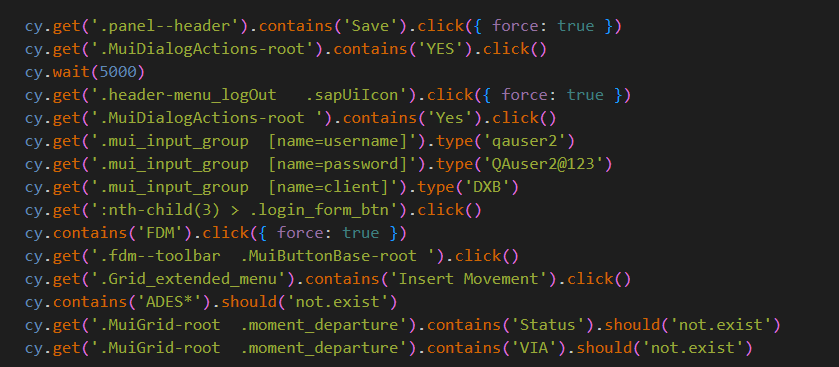 cy.get('.panel--header').contains('Save').click({ force: true })
cy.get('.MuiDialogActions-root').contains('YES').click()
cy.wait(5000)
cy.get('.header-menu_logOut   .sapUiIcon').click({ force: true })
cy.get('.MuiDialogActions-root ').contains('Yes').click()
cy.get('.mui_input_group  [name=username]').type('qauser2')
cy.get('.mui_input_group  [name=password]').type('QAuser2@123')
cy.get('.mui_input_group  [name=client]').type('DXB')
cy.get(':nth-child(3) > .login_form_btn').click()
cy.contains('FDM').click({ force: true })
cy.get('.fdm--toolbar  .MuiButtonBase-root ').click()
cy.get('.Grid_extended_menu').contains('Insert Movement').click()
cy.contains('ADES*').should('not.exist')
cy.get('.MuiGrid-root  .moment_departure').contains('Status').should('not.exist')
cy.get('.MuiGrid-root  .moment_departure').contains('VIA').should('not.exist')